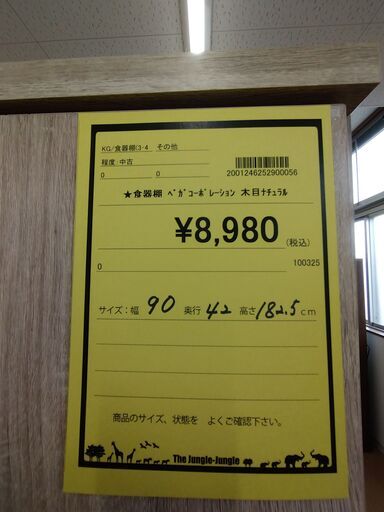 KG/食器棚(3･4　その他
程度:中古
0　0
2001246252900056
★食器棚 ﾍﾞｶﾞｺｰﾎﾟﾚｰｼｮﾝ 木目ﾅﾁｭﾗﾙ
¥8,980 (税込)
0　100325
サイズ:幅 90 奥行 42 高さ 182.5 cm
商品のサイズ、状態を よくご確認下さい。
The Jungle-Jungle